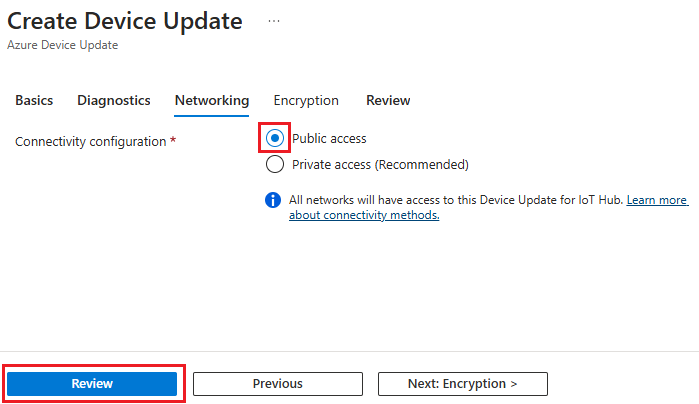 Create Device Update ...
Azure Device Update
Basics Diagnostics Networking Encryption Review
Connectivity configuration * Public access
Private access (Recommended)
All networks will have access to this Device Update for IoT Hub. Learn more
about connectivity methods.
Review Previous Next: Encryption >